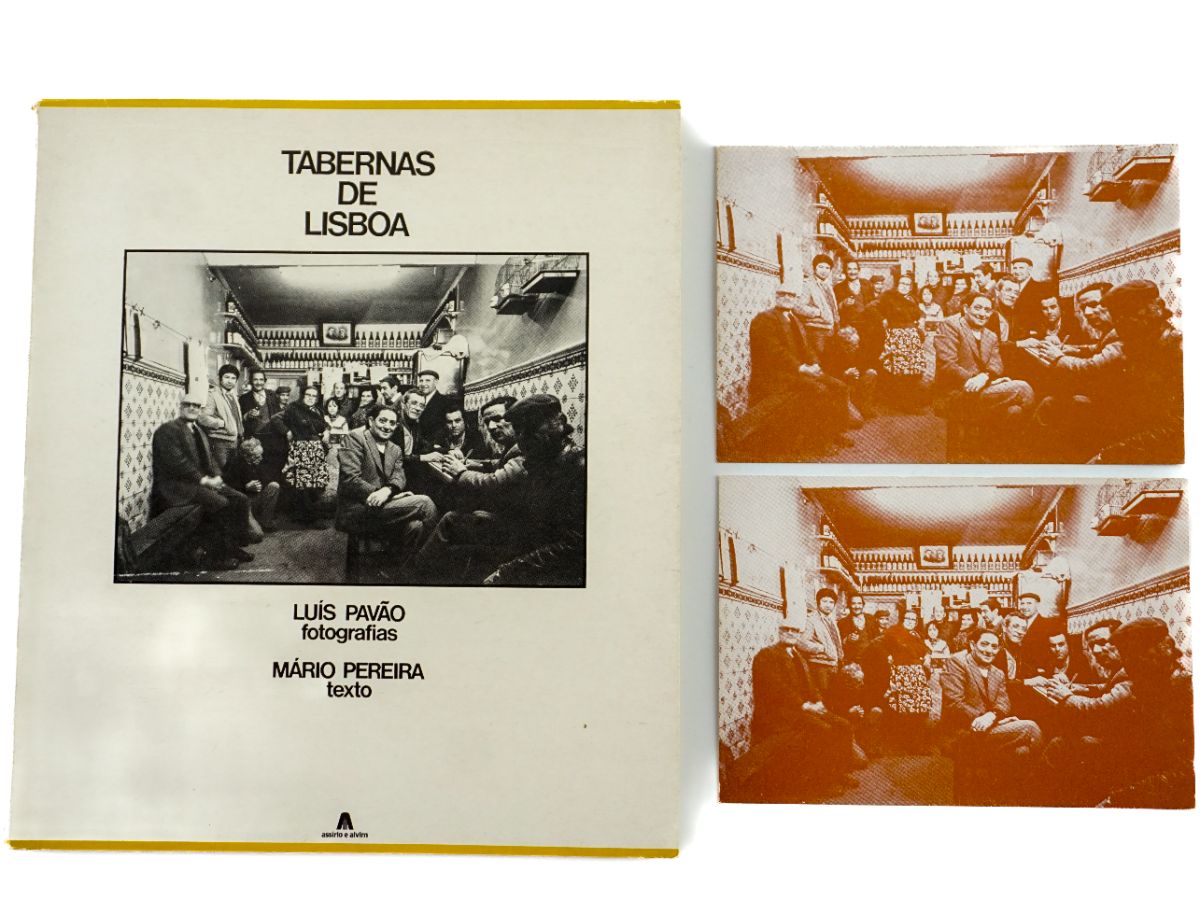 TABERNAS
DE
LISBOA
LUÍS PAVÃO
fotografias
MÁRIO PEREIRA
texto
assírio e alvim